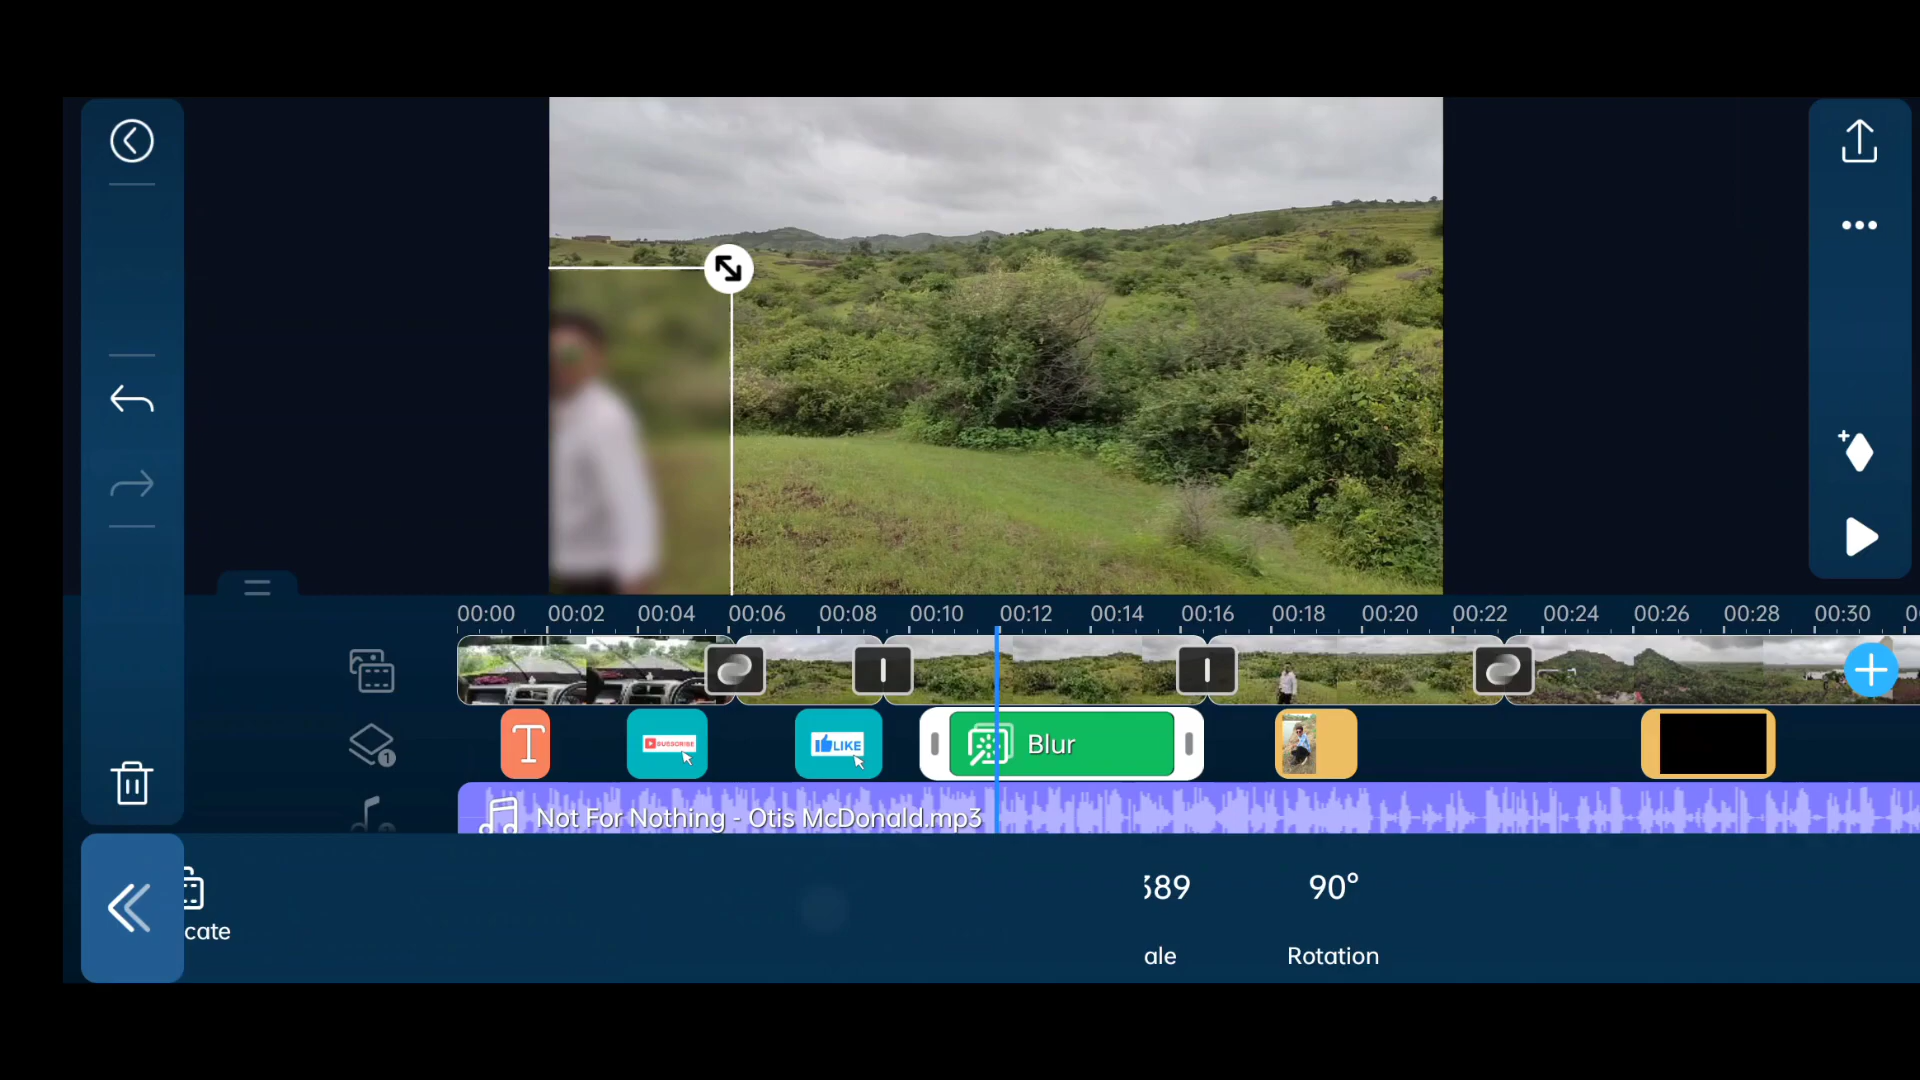 00:00 00:02 00:04 00:06 00:08 00:10 00:12 00:14 00:16 00:18 00:20 00:22 00:24 00:26 00:28 00:30
T
SUBSCRIBE
LIKE
Blur
1
Not For Nothing - Otis McDonald.mp3
90°
cate
ale
Rotation